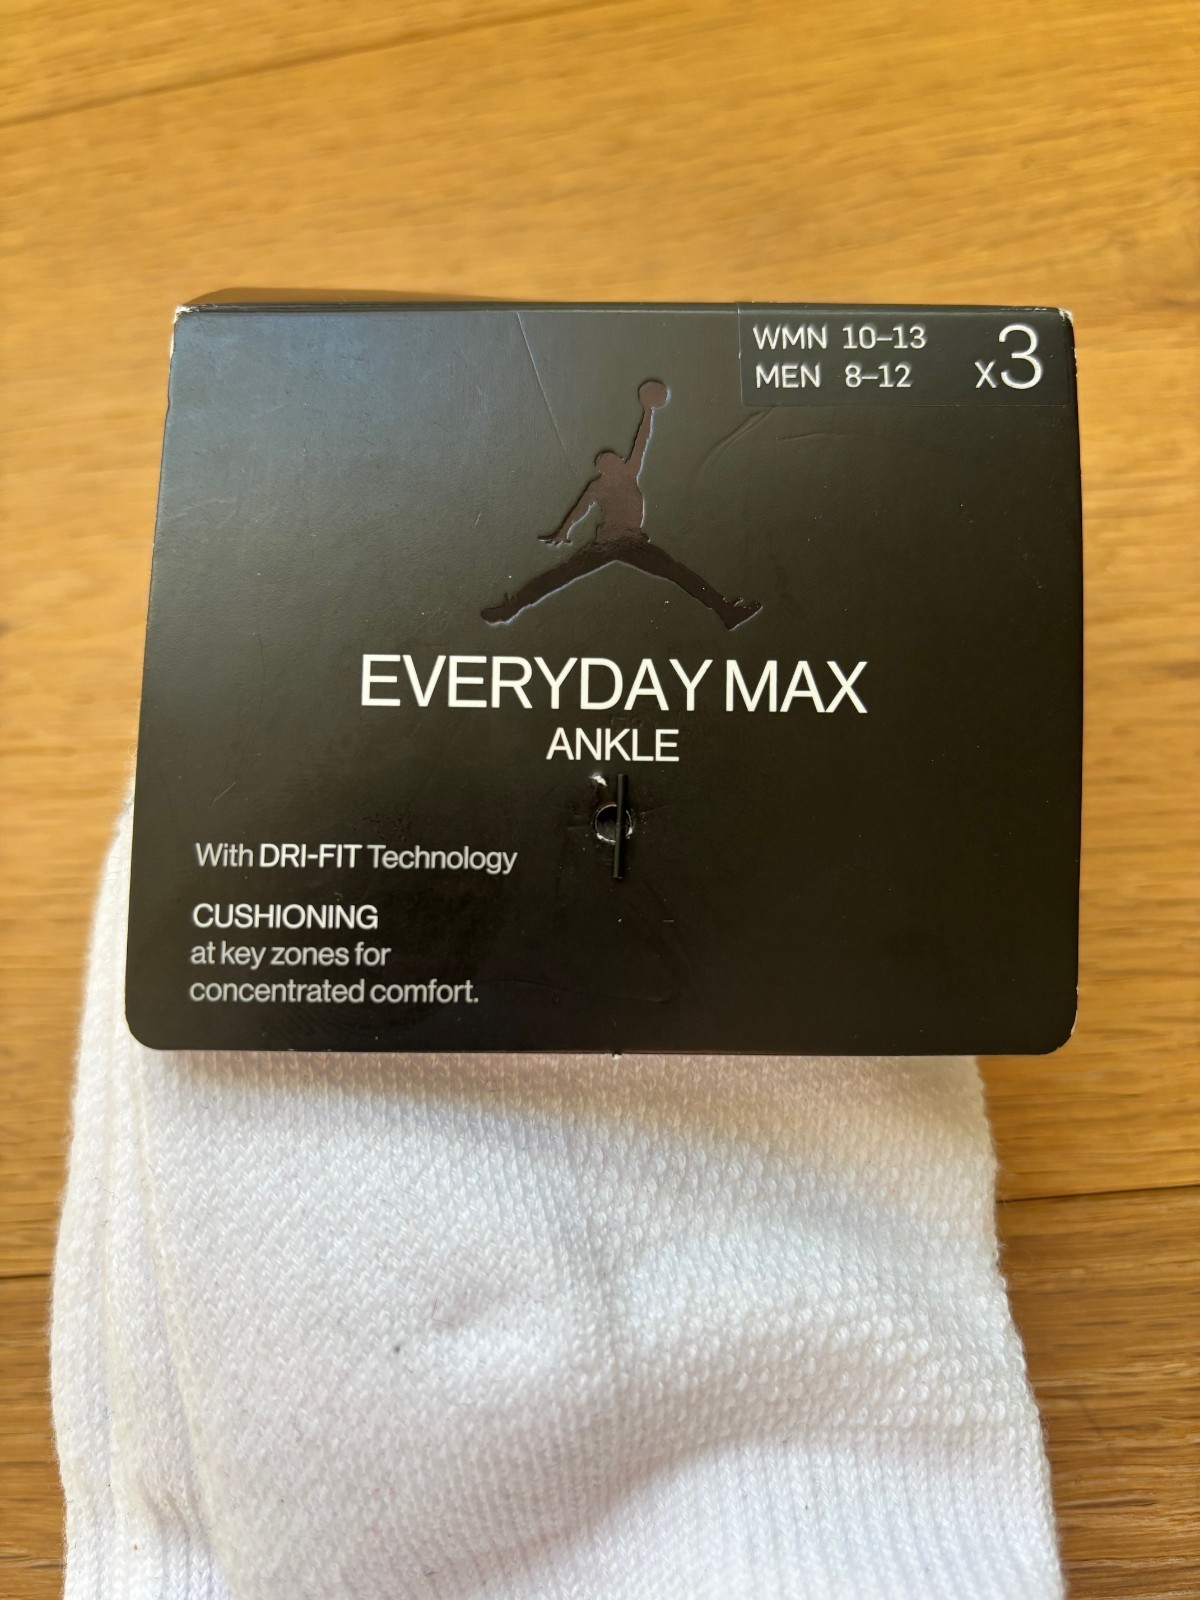 WMN 10–13
MEN 8–12
x3
EVERYDAY MAX
ANKLE
With DRI-FIT Technology
CUSHIONING
at key zones for
concentrated comfort.